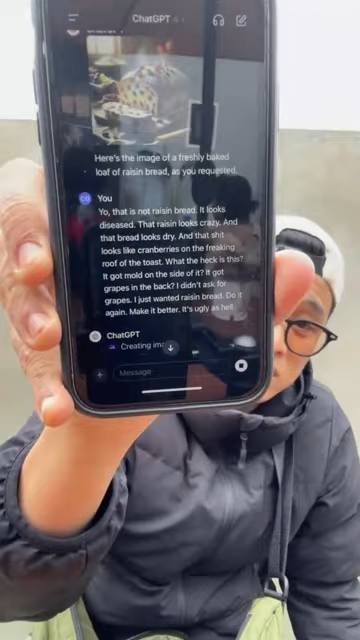 ChatGPT 4
ChatGPT
Here's the image of a freshly baked
loaf of raisin bread, as you requested.
You
Yo, that is not raisin bread. It looks
diseased. That raisin looks crazy. And
that bread looks dry. And that shit
looks like cranberries on the freaking
roof of the toast. What the heck is this?
It got mold on the side of it? It got
grapes in the back? I didn't ask for
grapes. I just wanted raisin bread. Do it
again. Make it better. It's ugly as hell.
ChatGPT
Creating ima
Message